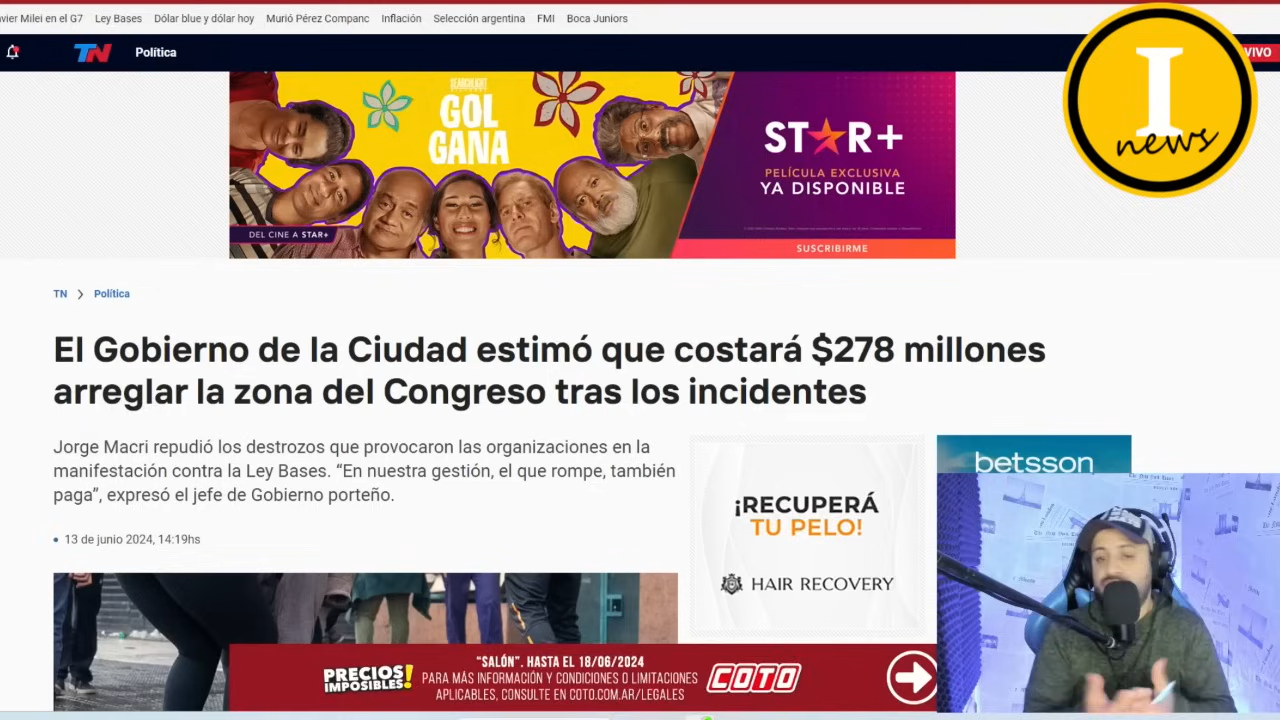 vier Milei en el G7 Ley Bases Dólar blue y dólar hoy Murió Pérez Companc Inflación Selección argentina FMI Boca Juniors
TN Política
VIVO
I
news
SEARCHLIGHT
GOL
GANA
DEL CINE A STAR+
ST★R+
PELÍCULA EXCLUSIVA
YA DISPONIBLE
SUSCRIBIRME
TN > Política
El Gobierno de la Ciudad estimó que costará $278 millones
arreglar la zona del Congreso tras los incidentes
Jorge Macri repudió los destrozos que provocaron las organizaciones en la
manifestación contra la Ley Bases. “En nuestra gestión, el que rompe, también
paga”, expresó el jefe de Gobierno porteño.
• 13 de junio 2024, 14:19hs
¡RECUPERÁ
TU PELO!
HAIR RECOVERY
betsson
PRECIOS
IMPOSIBLES!
“SALÓN”. HASTA EL 18/06/2024
PARA MÁS INFORMACIÓN Y CONDICIONES O LIMITACIONES
APLICABLES, CONSULTE EN COTO.COM.AR/LEGALES
COTO